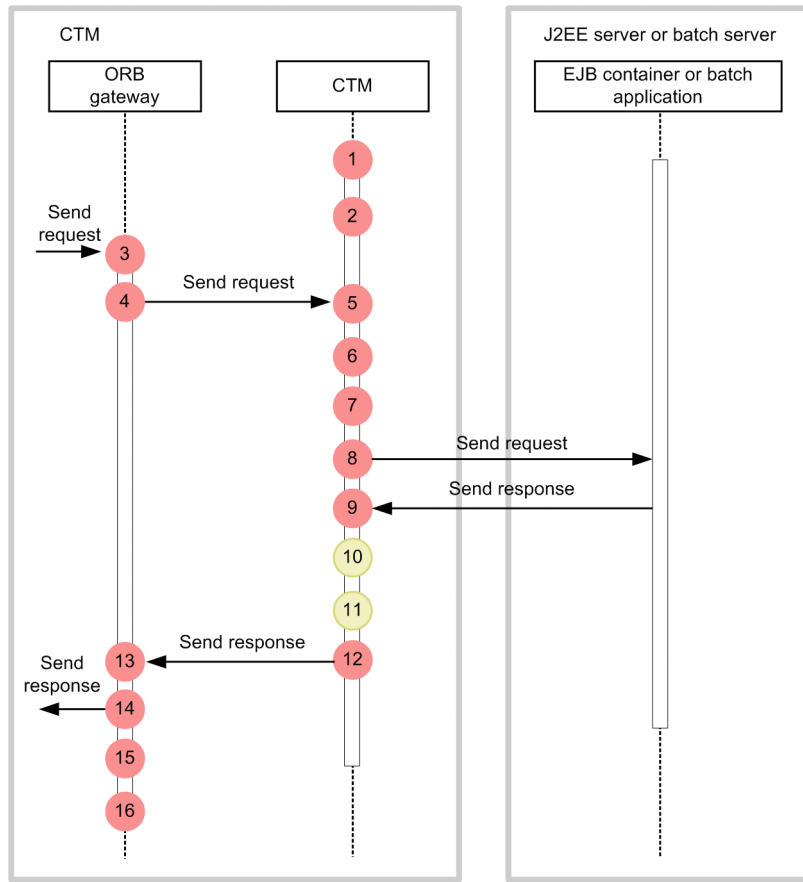 CTM
J2EE server or batch server
ORB
gateway
CTM
EJB container or batch
application
1
2
Send
request
3
4
Send request
5
6
7
8
Send request
Send response
9
10
11
Send response
12
13
Send
response
14
15
16